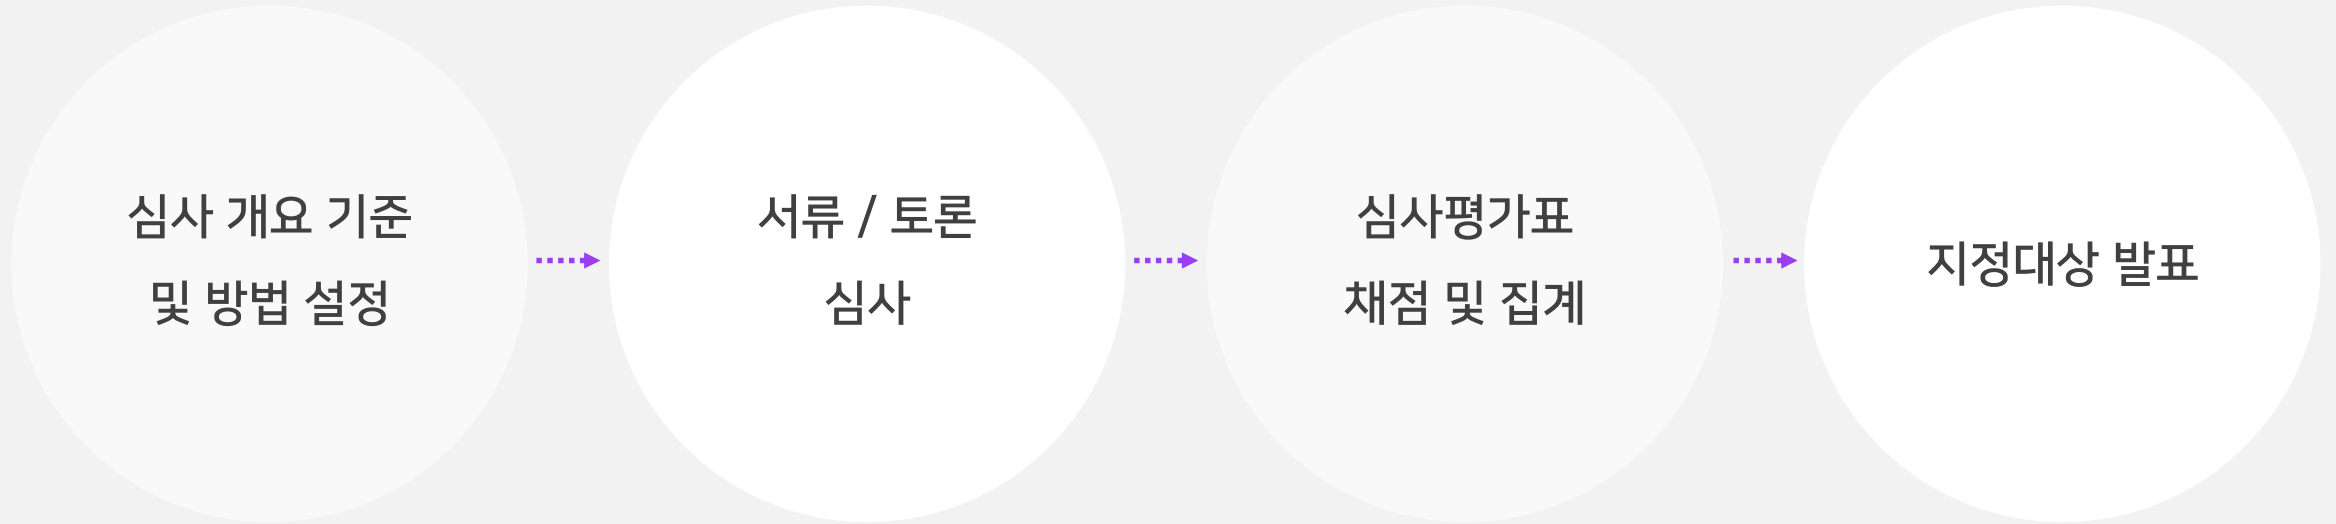 심사 개요 기준
및 방법 설정
서류 / 토론
심사
심사평가표
채점 및 집계
지정대상 발표